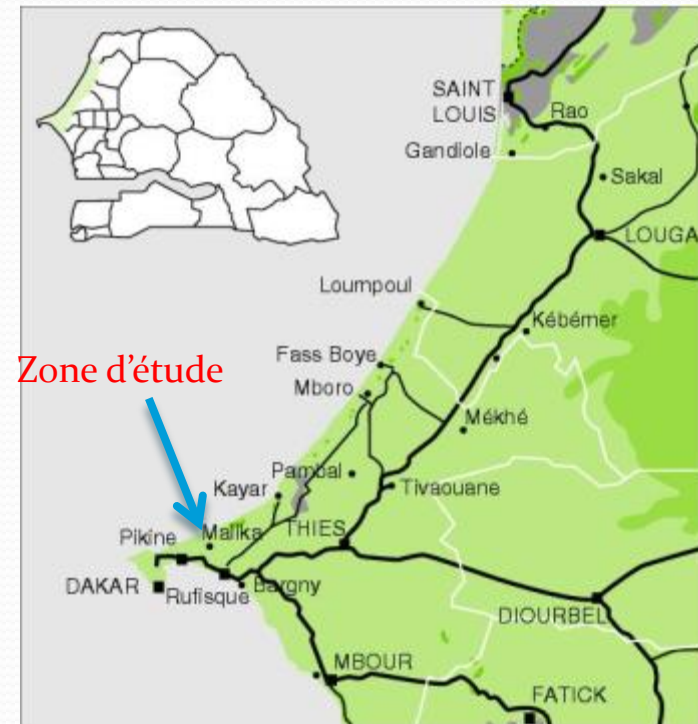 SAINT
LOUIS
Rao
Gandiole
Sakal
LOUGA
Loumpoul
Kébémer
Fass Boye
Zone d'étude
Mboro
Mékhé
Pambal
Kayar
Tivaouane
Malika
THIES
Pikine
DAKAR
Rufisque
Bargny
DIOURBEL
MBOUR
FATICK